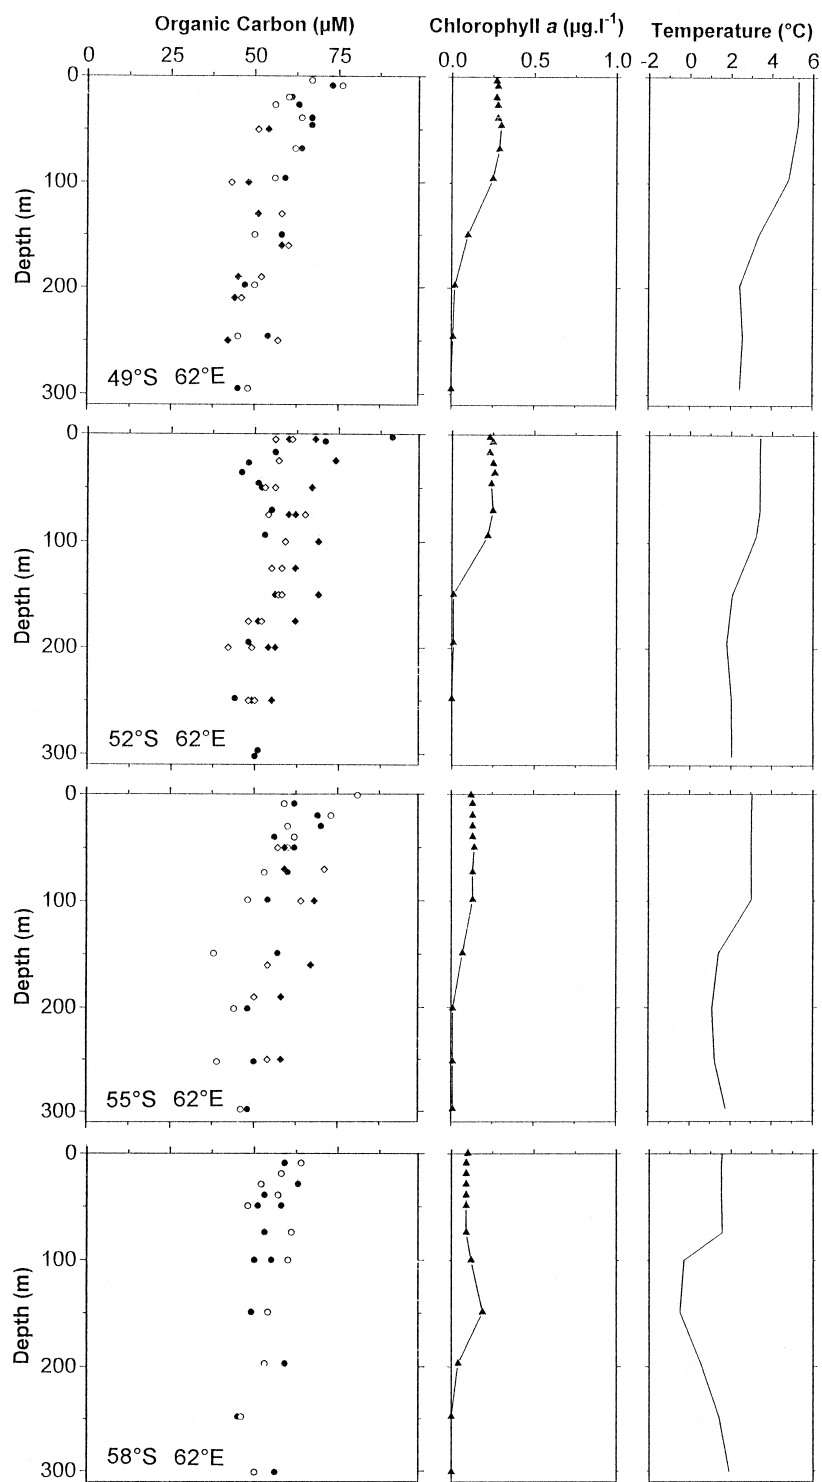 Organic Carbon (µM) Chlorophyll a (µg.l-1) Temperature (°C)
0 25 50 75 0.0 0.5 1.0 -2 0 2 4 6
0
100
200
300
Depth (m)
49°S 62°E
0
100
200
300
Depth (m)
52°S 62°E
0
100
200
300
Depth (m)
55°S 62°E
0
100
200
300
Depth (m)
58°S 62°E